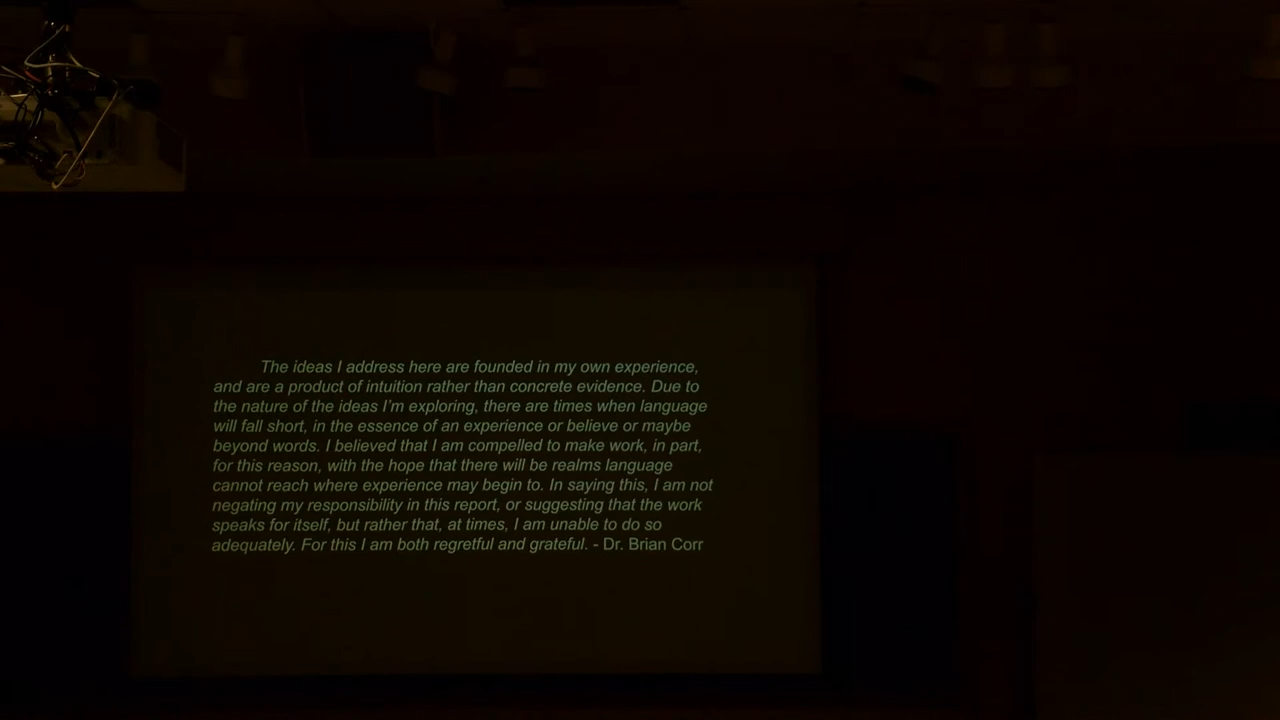 The ideas I address here are founded in my own experience,
and are a product of intuition rather than concrete evidence. Due to
the nature of the ideas I'm exploring, there are times when language
will fall short, in the essence of an experience or believe or maybe
beyond words. I believed that I am compelled to make work, in part,
for this reason, with the hope that there will be realms language
cannot reach where experience may begin to. In saying this, I am not
negating my responsibility in this report, or suggesting that the work
speaks for itself, but rather that, at times, I am unable to do so
adequately. For this I am both regretful and grateful. - Dr. Brian Corr